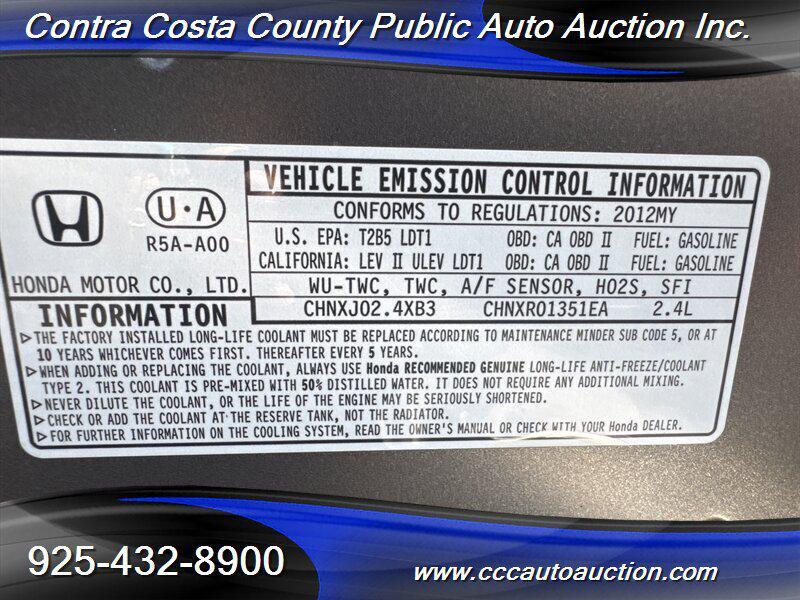 Contra Costa County Public Auto Auction Inc.
U·A
R5A-A00
HONDA MOTOR CO., LTD.
VEHICLE EMISSION CONTROL INFORMATION
CONFORMS TO REGULATIONS: 2012MY
U.S. EPA: T2B5 LDT1 OBD: CA OBD II FUEL: GASOLINE
CALIFORNIA: LEV II ULEV LDT1 OBD: CA OBD II FUEL: GASOLINE
WU-TWC, TWC, A/F SENSOR, HO2S, SFI
CHNXJ02.4XB3 CHNXR01351EA 2.4L
INFORMATION
▷THE FACTORY INSTALLED LONG-LIFE COOLANT MUST BE REPLACED ACCORDING TO MAINTENANCE MINDER SUB CODE 5, OR AT
10 YEARS WHICHEVER COMES FIRST. THEREAFTER EVERY 5 YEARS.
▷WHEN ADDING OR REPLACING THE COOLANT, ALWAYS USE Honda RECOMMENDED GENUINE LONG-LIFE ANTI-FREEZE/COOLANT
TYPE 2. THIS COOLANT IS PRE-MIXED WITH 50% DISTILLED WATER. IT DOES NOT REQUIRE ANY ADDITIONAL MIXING.
▷NEVER DILUTE THE COOLANT, OR THE LIFE OF THE ENGINE MAY BE SERIOUSLY SHORTENED.
▷CHECK OR ADD THE COOLANT AT THE RESERVE TANK, NOT THE RADIATOR.
▷FOR FURTHER INFORMATION ON THE COOLING SYSTEM, READ THE OWNER'S MANUAL OR CHECK WITH YOUR Honda DEALER.
925-432-8900
www.cccautoauction.com